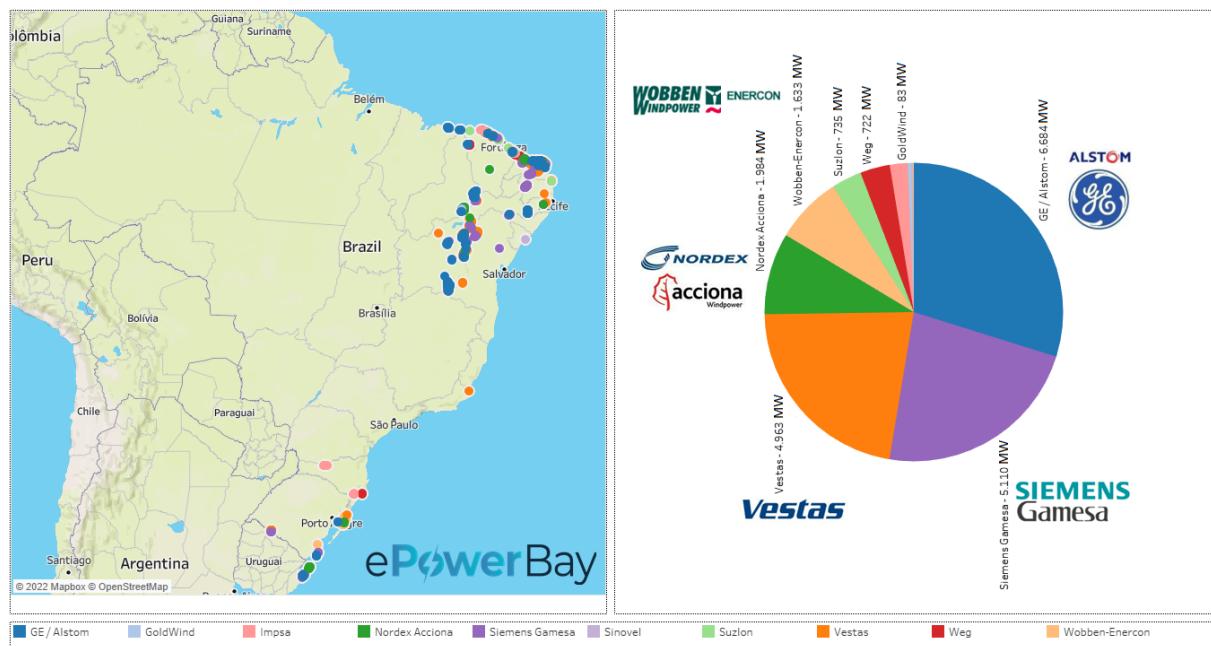 olômbia
Guiana
Suriname
Belém
Fortaleza
Recife
Brazil
Peru
Salvador
Brasília
Bolívia
Chile
Paraguai
São Paulo
Porto Alegre
Uruguai
Santiago
Argentina
ePowerBay
© 2022 Mapbox © OpenStreetMap
WOBBEN WINDPOWER
ENERCON
Wobben-Enercon - 1.633 MW
Suzlon - 735 MW
Weg - 722 MW
GoldWind - 83 MW
GE / Alstom - 6.684 MW
ALSTOM
GE
Nordex Acciona - 1.984 MW
NORDEX
acciona
Windpower
Vestas - 4.963 MW
Vestas
Siemens Gamesa - 5.110 MW
SIEMENS
Gamesa
GE / Alstom
GoldWind
Impsa
Nordex Acciona
Siemens Gamesa
Sinovel
Suzlon
Vestas
Weg
Wobben-Enercon